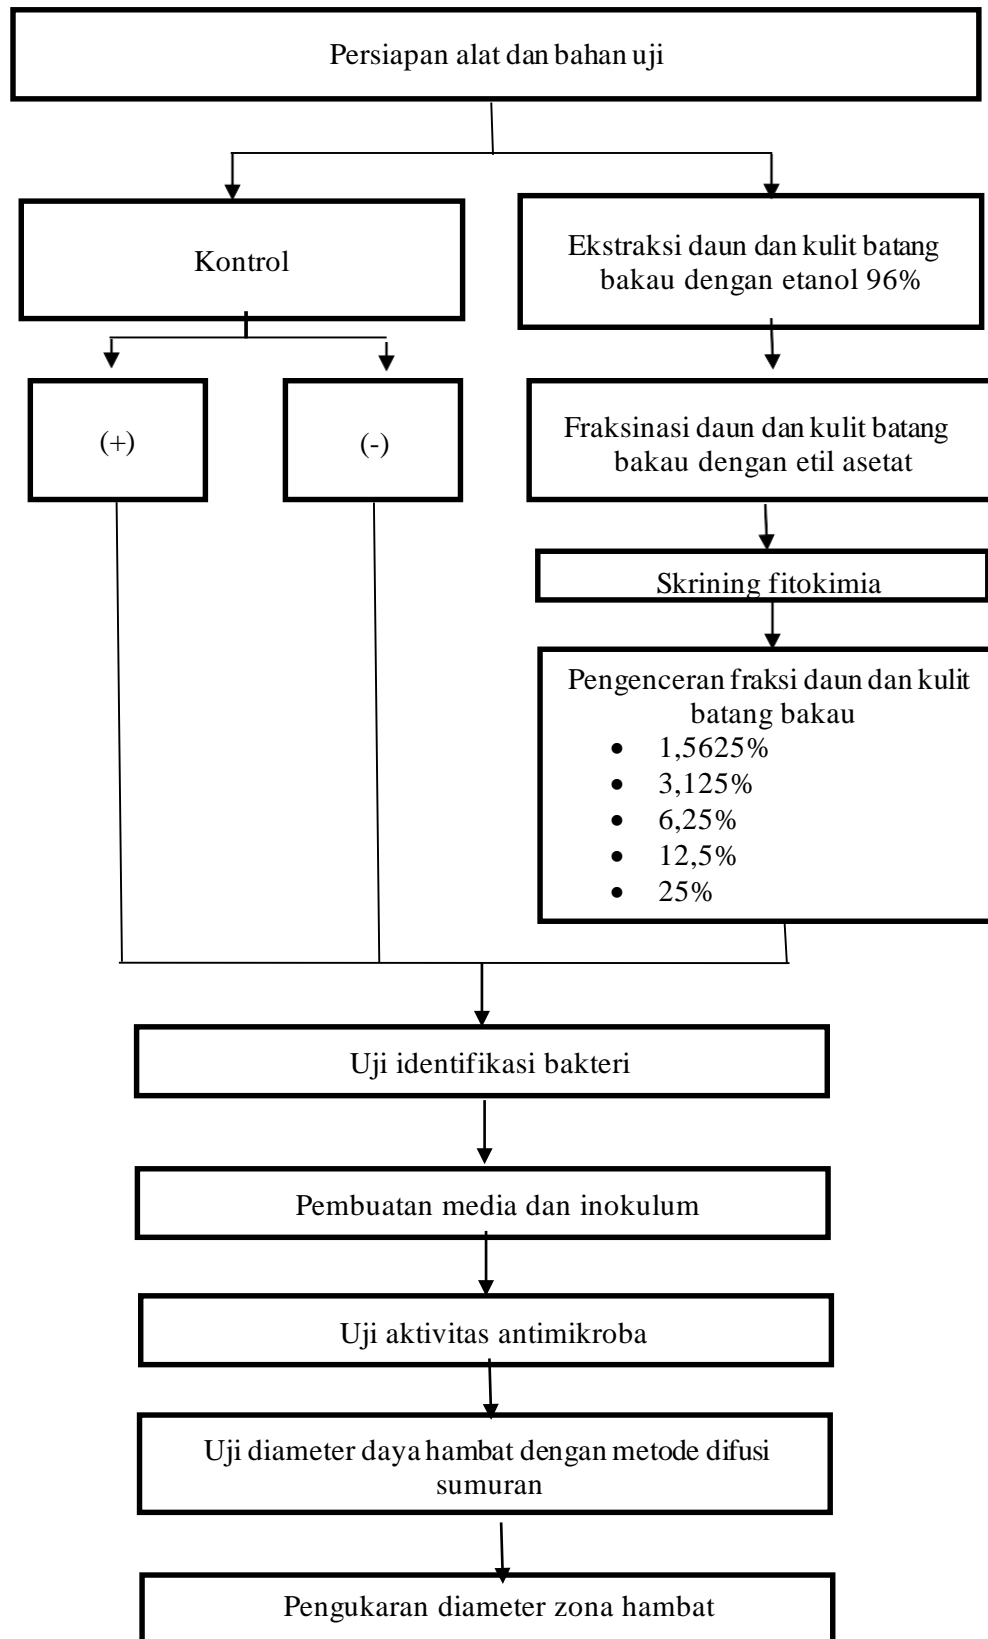 Persiapan alat dan bahan uji
Kontrol
Ekstraksi daun dan kulit batang
bakau dengan etanol 96%
(+)
(-)
Fraksinasi daun dan kulit batang
bakau dengan etil asetat
Skrining fitokimia
Pengenceran fraksi daun dan kulit
batang bakau
• 1,5625%
• 3,125%
• 6,25%
• 12,5%
• 25%
Uji identifikasi bakteri
Pembuatan media dan inokulum
Uji aktivitas antimikroba
Uji diameter daya hambat dengan metode difusi
sumuran
Pengukaran diameter zona hambat